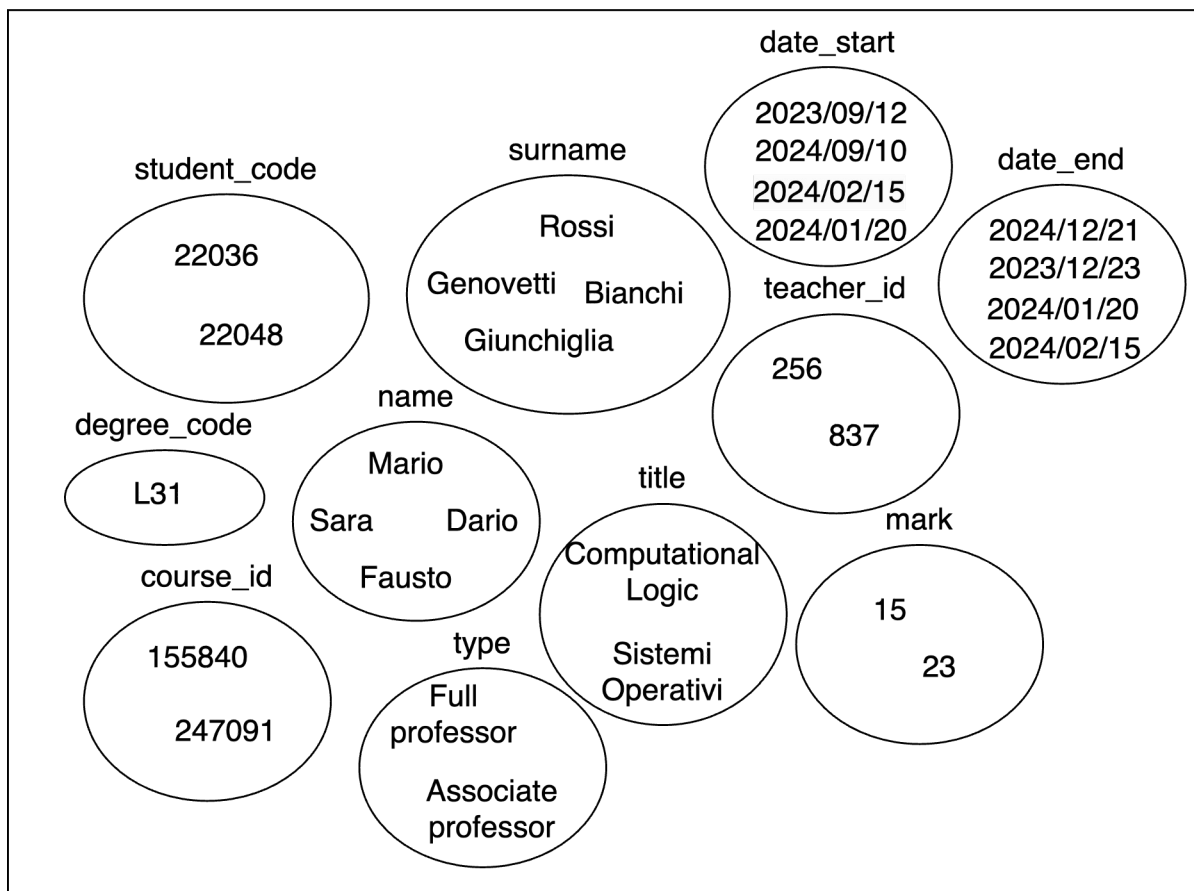 date_start
2023/09/12
2024/09/10
2024/02/15
2024/01/20
date_end
2024/12/21
2023/12/23
2024/01/20
2024/02/15
student_code
22036
22048
surname
Rossi
Genovetti
Bianchi
Giunchiglia
teacher_id
256
837
degree_code
L31
name
Mario
Sara
Dario
Fausto
title
Computational
Logic
Sistemi
Operativi
mark
15
23
course_id
155840
247091
type
Full
professor
Associate
professor